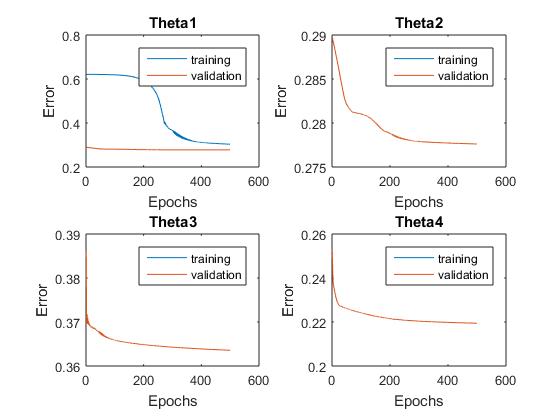 Theta1
0.8
0.6
0.4
0.2
Error
training
validation
0 200 400 600
Epochs
Theta2
0.29
0.285
0.28
0.275
Error
training
validation
0 200 400 600
Epochs
Theta3
0.39
0.38
0.37
0.36
Error
training
validation
0 200 400 600
Epochs
Theta4
0.26
0.24
0.22
0.2
Error
training
validation
0 200 400 600
Epochs